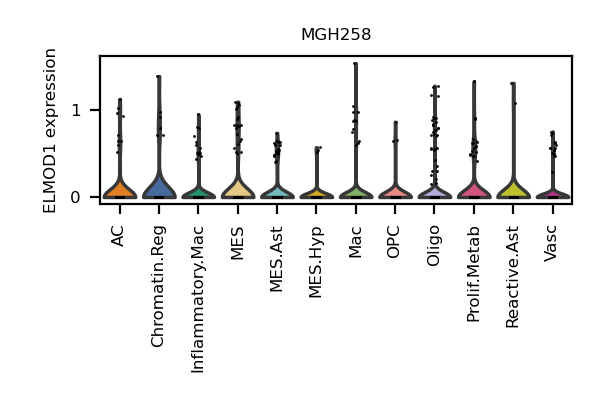 MGH258
ELMOD1 expression
1
0
AC
Chromatin.Reg
Inflammatory.Mac
MES
MES.Ast
MES.Hyp
Mac
OPC
Oligo
Prolif.Metab
Reactive.Ast
Vasc